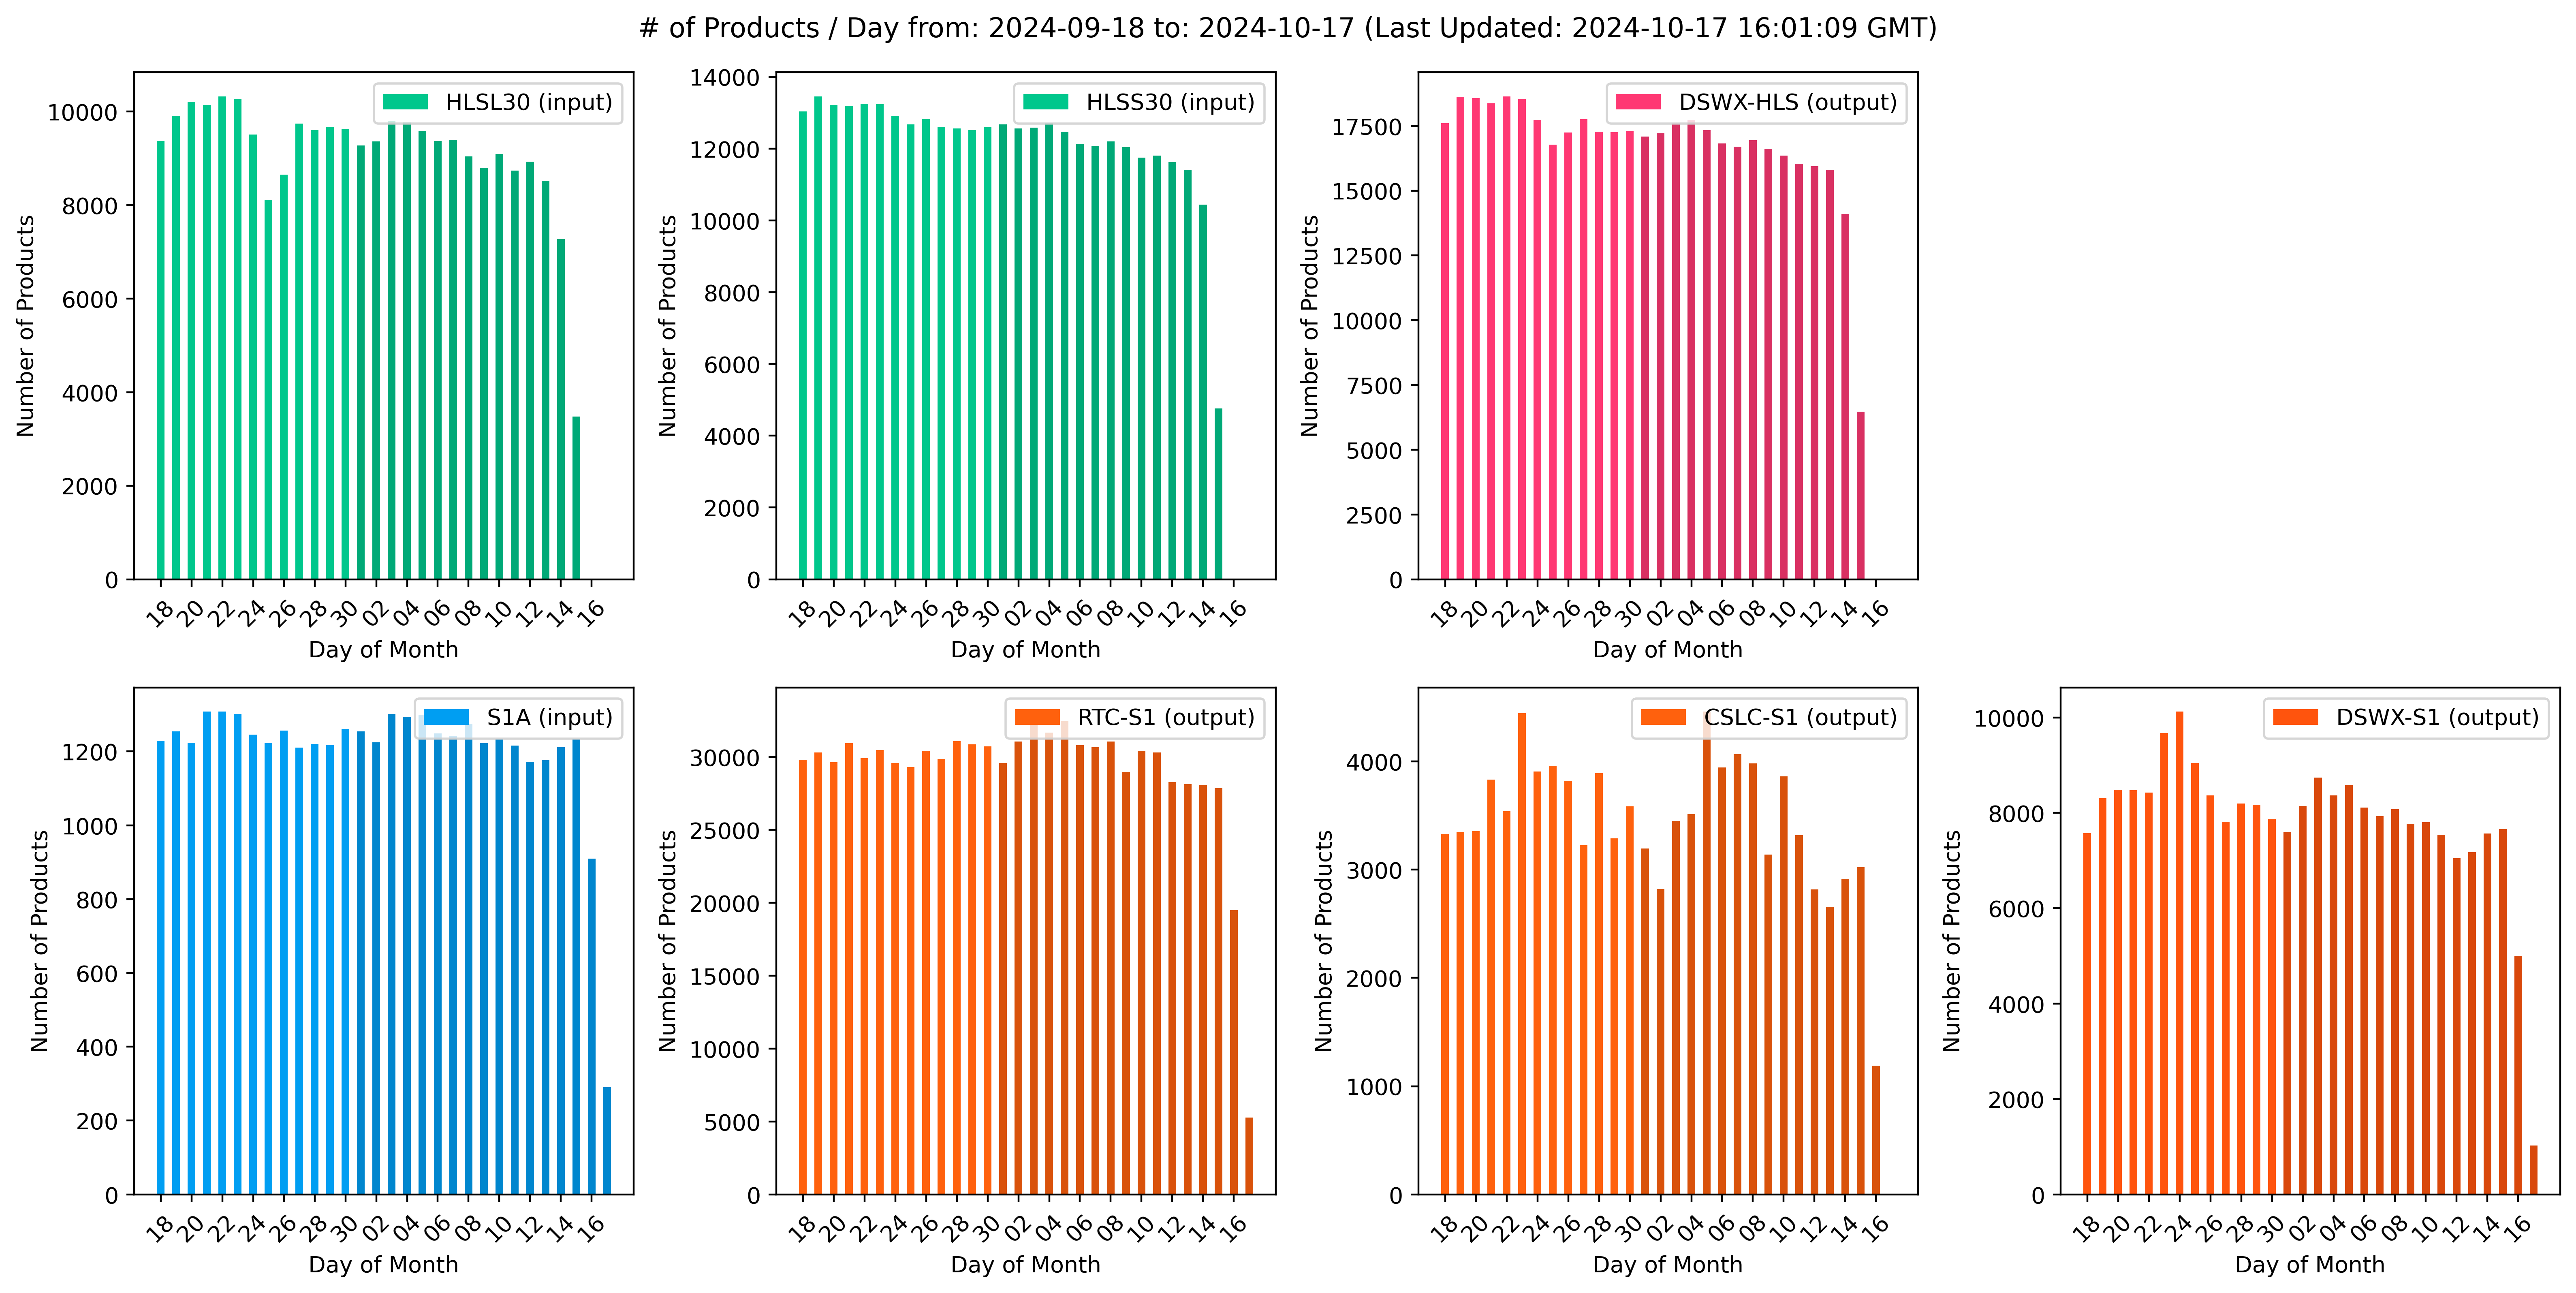 # of Products / Day from: 2024-09-18 to: 2024-10-17 (Last Updated: 2024-10-17 16:01:09 GMT)
HLSL30 (input)
Number of Products
10000
8000
6000
4000
2000
0
18 20 22 24 26 28 30 02 04 06 08 10 12 14 16
Day of Month
HLSS30 (input)
Number of Products
14000
12000
10000
8000
6000
4000
2000
0
18 20 22 24 26 28 30 02 04 06 08 10 12 14 16
Day of Month
DSWX-HLS (output)
Number of Products
17500
15000
12500
10000
7500
5000
2500
0
18 20 22 24 26 28 30 02 04 06 08 10 12 14 16
Day of Month
S1A (input)
Number of Products
1200
1000
800
600
400
200
0
18 20 22 24 26 28 30 02 04 06 08 10 12 14 16
Day of Month
RTC-S1 (output)
Number of Products
30000
25000
20000
15000
10000
5000
0
18 20 22 24 26 28 30 02 04 06 08 10 12 14 16
Day of Month
CSLC-S1 (output)
Number of Products
4000
3000
2000
1000
0
18 20 22 24 26 28 30 02 04 06 08 10 12 14 16
Day of Month
DSWX-S1 (output)
Number of Products
10000
8000
6000
4000
2000
0
18 20 22 24 26 28 30 02 04 06 08 10 12 14 16
Day of Month